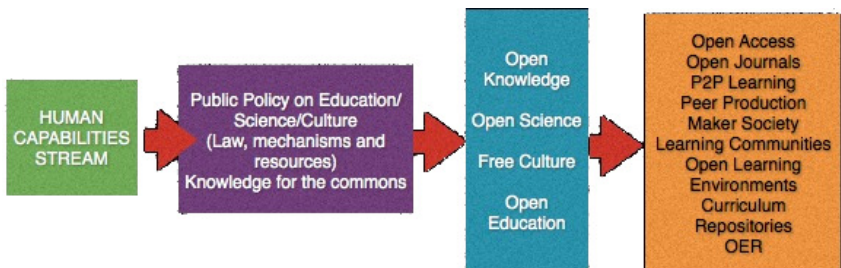 HUMAN
CAPABILITIES
STREAM
Public Policy on Education/
Science/Culture
(Law, mechanisms and
resources)
Knowledge for the commons
Open
Knowledge
Open Science
Free Culture
Open
Education
Open Access
Open Journals
P2P Learning
Peer Production
Maker Society
Learning Communities
Open Learning
Environments
Curriculum
Repositories
OER